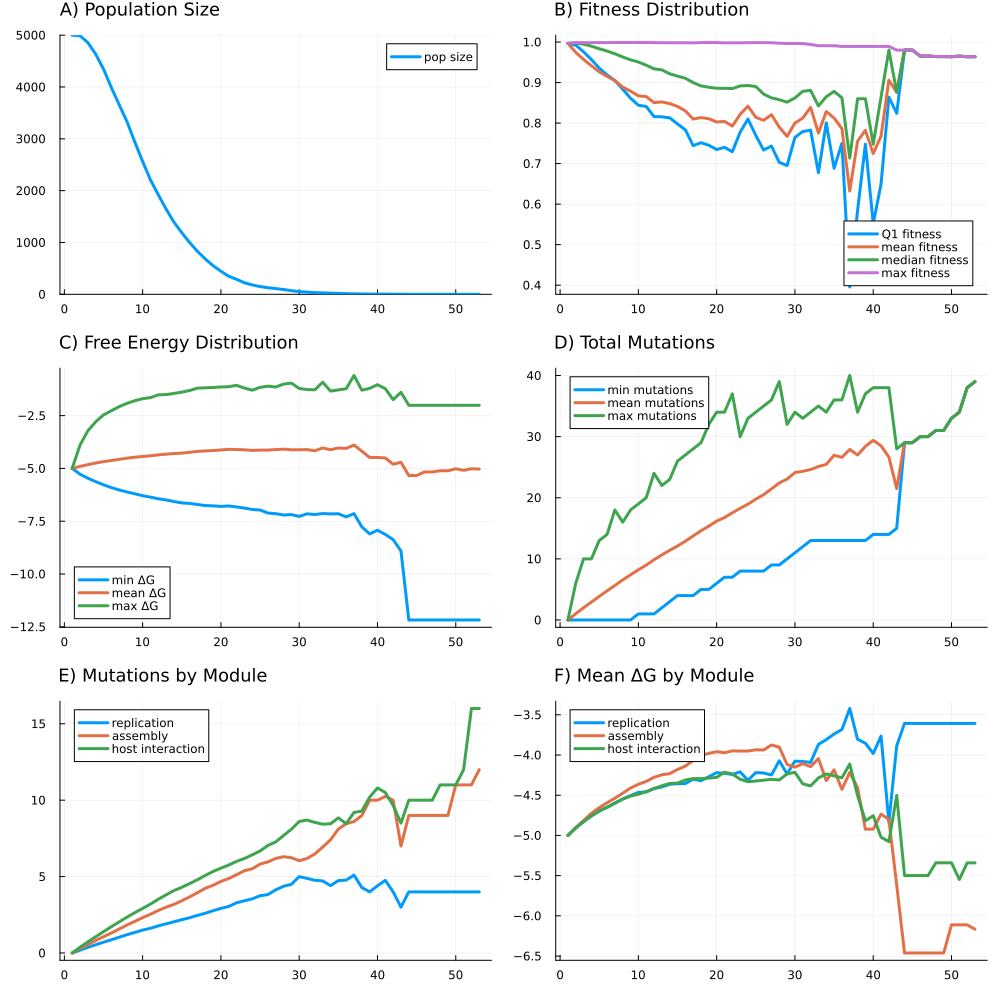 A) Population Size
5000
4000
3000
2000
1000
0
0 10 20 30 40 50
pop size
B) Fitness Distribution
1.0
0.9
0.8
0.7
0.6
0.5
0.4
0 10 20 30 40 50
Q1 fitness
mean fitness
median fitness
max fitness
C) Free Energy Distribution
−2.5
−5.0
−7.5
−10.0
−12.5
0 10 20 30 40 50
min ΔG
mean ΔG
max ΔG
D) Total Mutations
40
30
20
10
0
0 10 20 30 40 50
min mutations
mean mutations
max mutations
E) Mutations by Module
15
10
5
0
0 10 20 30 40 50
replication
assembly
host interaction
F) Mean ΔG by Module
−3.5
−4.0
−4.5
−5.0
−5.5
−6.0
−6.5
0 10 20 30 40 50
replication
assembly
host interaction